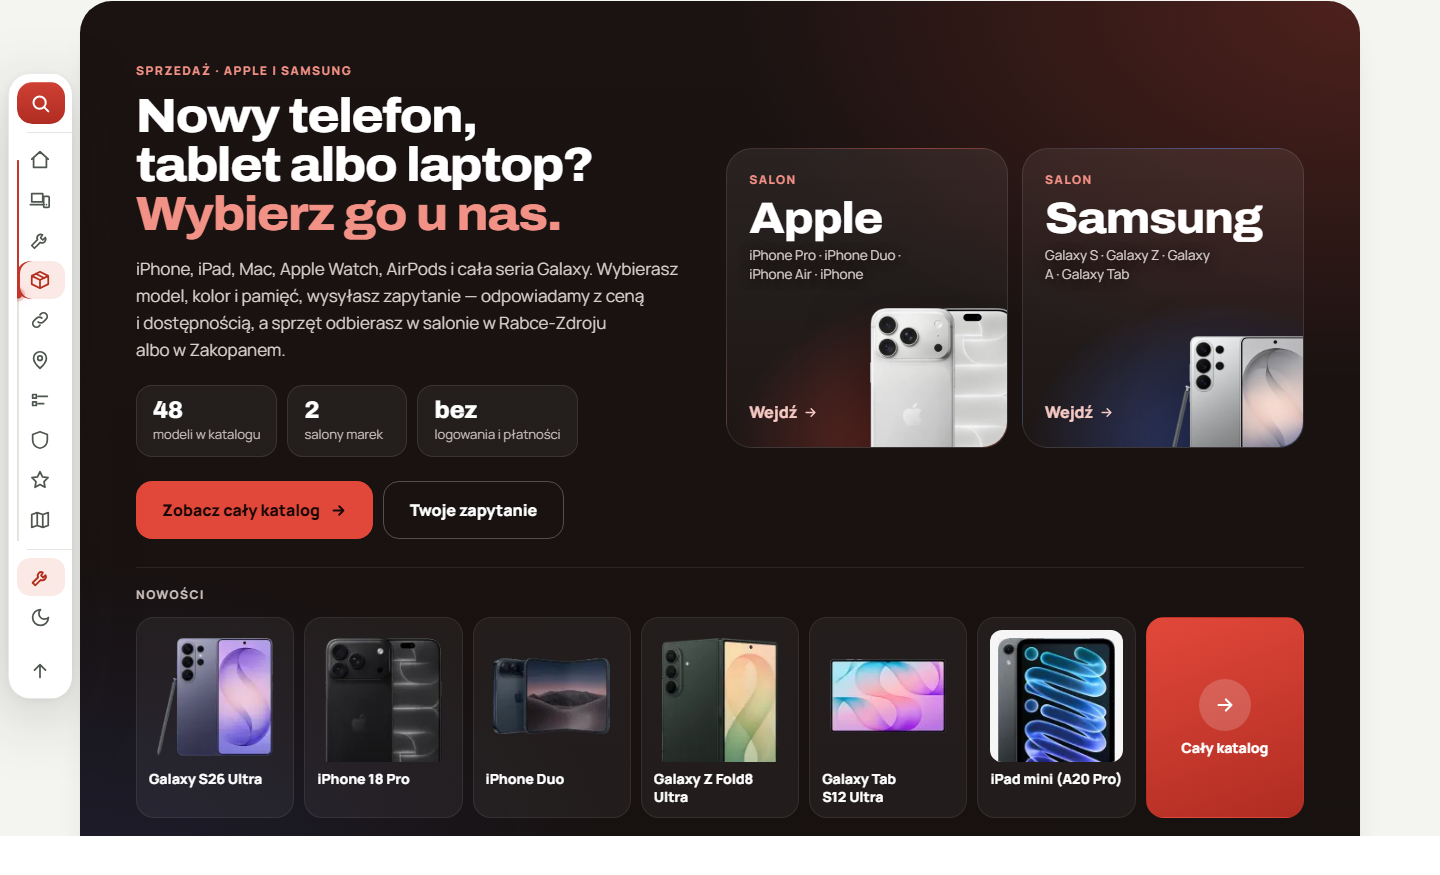 SPRZEDAŻ · APPLE I SAMSUNG
Nowy telefon,
tablet albo laptop?
Wybierz go u nas.
iPhone, iPad, Mac, Apple Watch, AirPods i cała seria Galaxy. Wybierasz
model, kolor i pamięć, wysyłasz zapytanie — odpowiadamy z ceną
i dostępnością, a sprzęt odbierasz w salonie w Rabce-Zdroju
albo w Zakopanem.
48
modeli w katalogu
2
salony marek
bez
logowania i płatności
Zobacz cały katalog →
Twoje zapytanie
SALON
Apple
iPhone Pro · iPhone Duo ·
iPhone Air · iPhone
Wejdź →
SALON
Samsung
Galaxy S · Galaxy Z · Galaxy
A · Galaxy Tab
Wejdź →
NOWOŚCI
Galaxy S26 Ultra
iPhone 18 Pro
iPhone Duo
Galaxy Z Fold8
Ultra
Galaxy Tab
S12 Ultra
iPad mini (A20 Pro)
Cały katalog